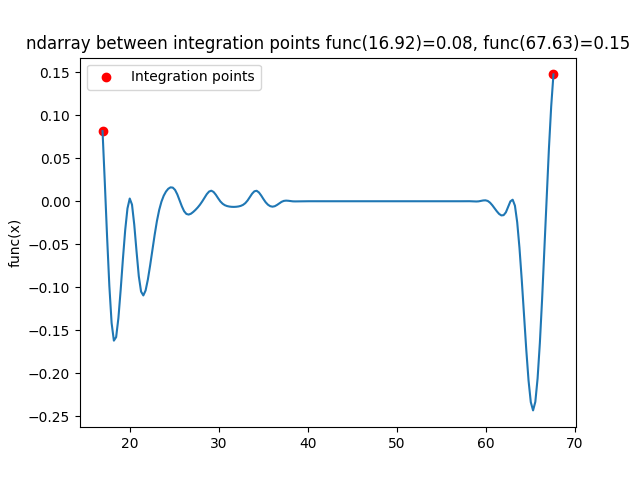 ndarray between integration points func(16.92)=0.08, func(67.63)=0.15
Integration points
0.15
0.10
0.05
0.00
−0.05
−0.10
−0.15
−0.20
−0.25
func(x)
20 30 40 50 60 70